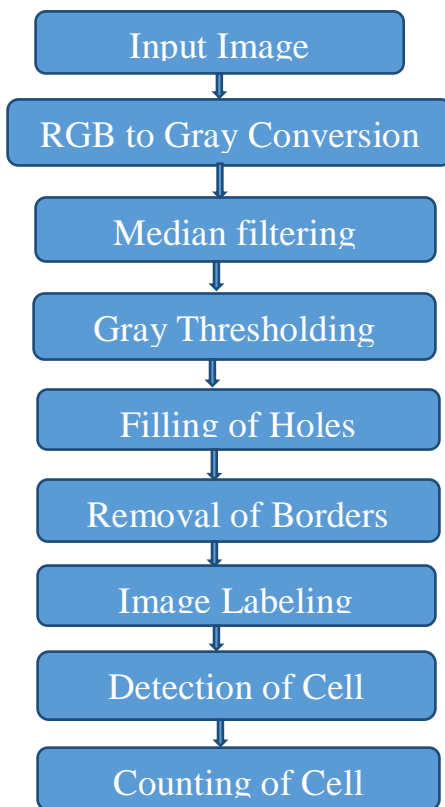 Input Image
RGB to Gray Conversion
Median filtering
Gray Thresholding
Filling of Holes
Removal of Borders
Image Labeling
Detection of Cell
Counting of Cell